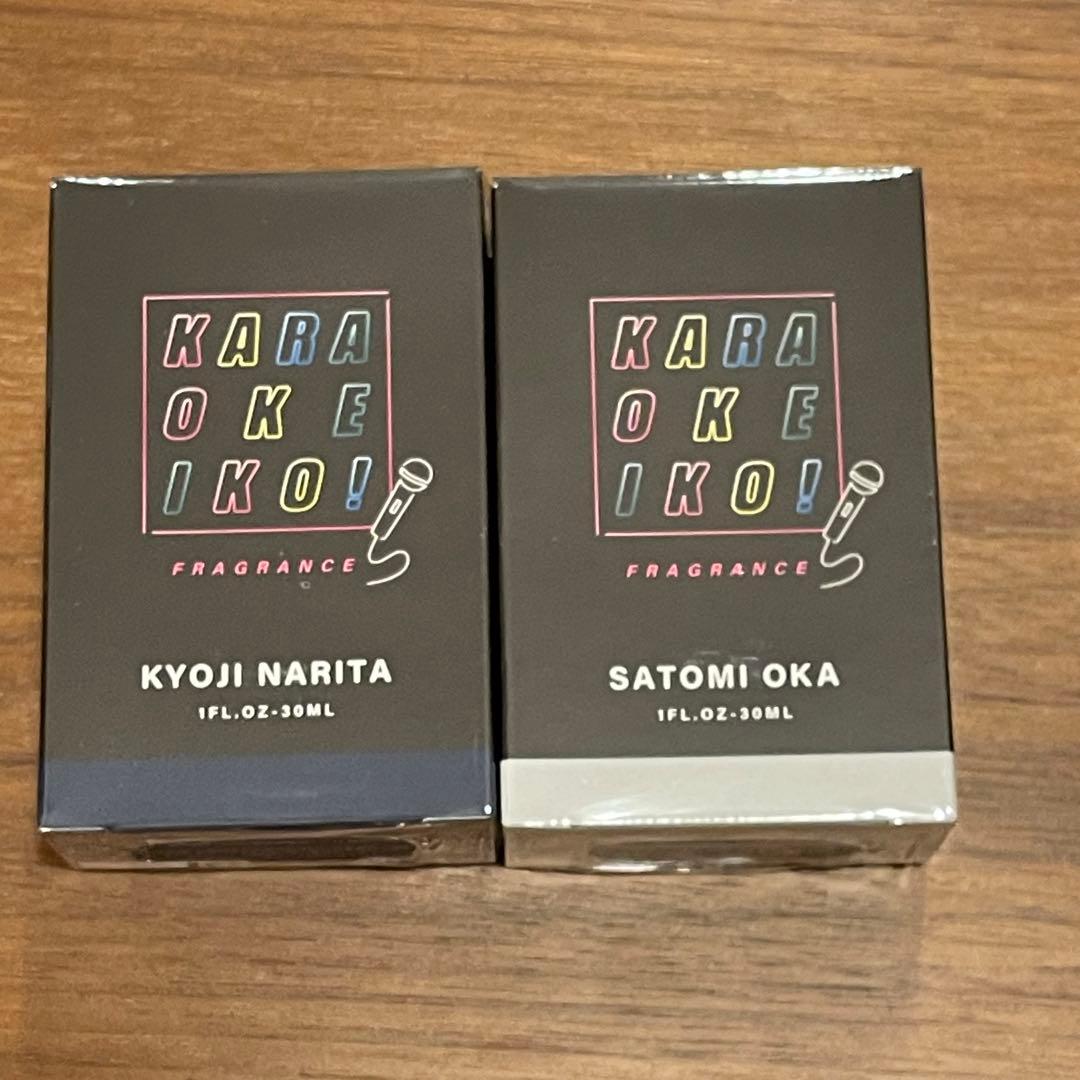 KARA
OKE
IKO!
FRAGRANCE
KYOJI NARITA
1FL.OZ-30ML
KARA
OKE
IKO!
FRAGRANCE
SATOMI OKA
1FL.OZ-30ML